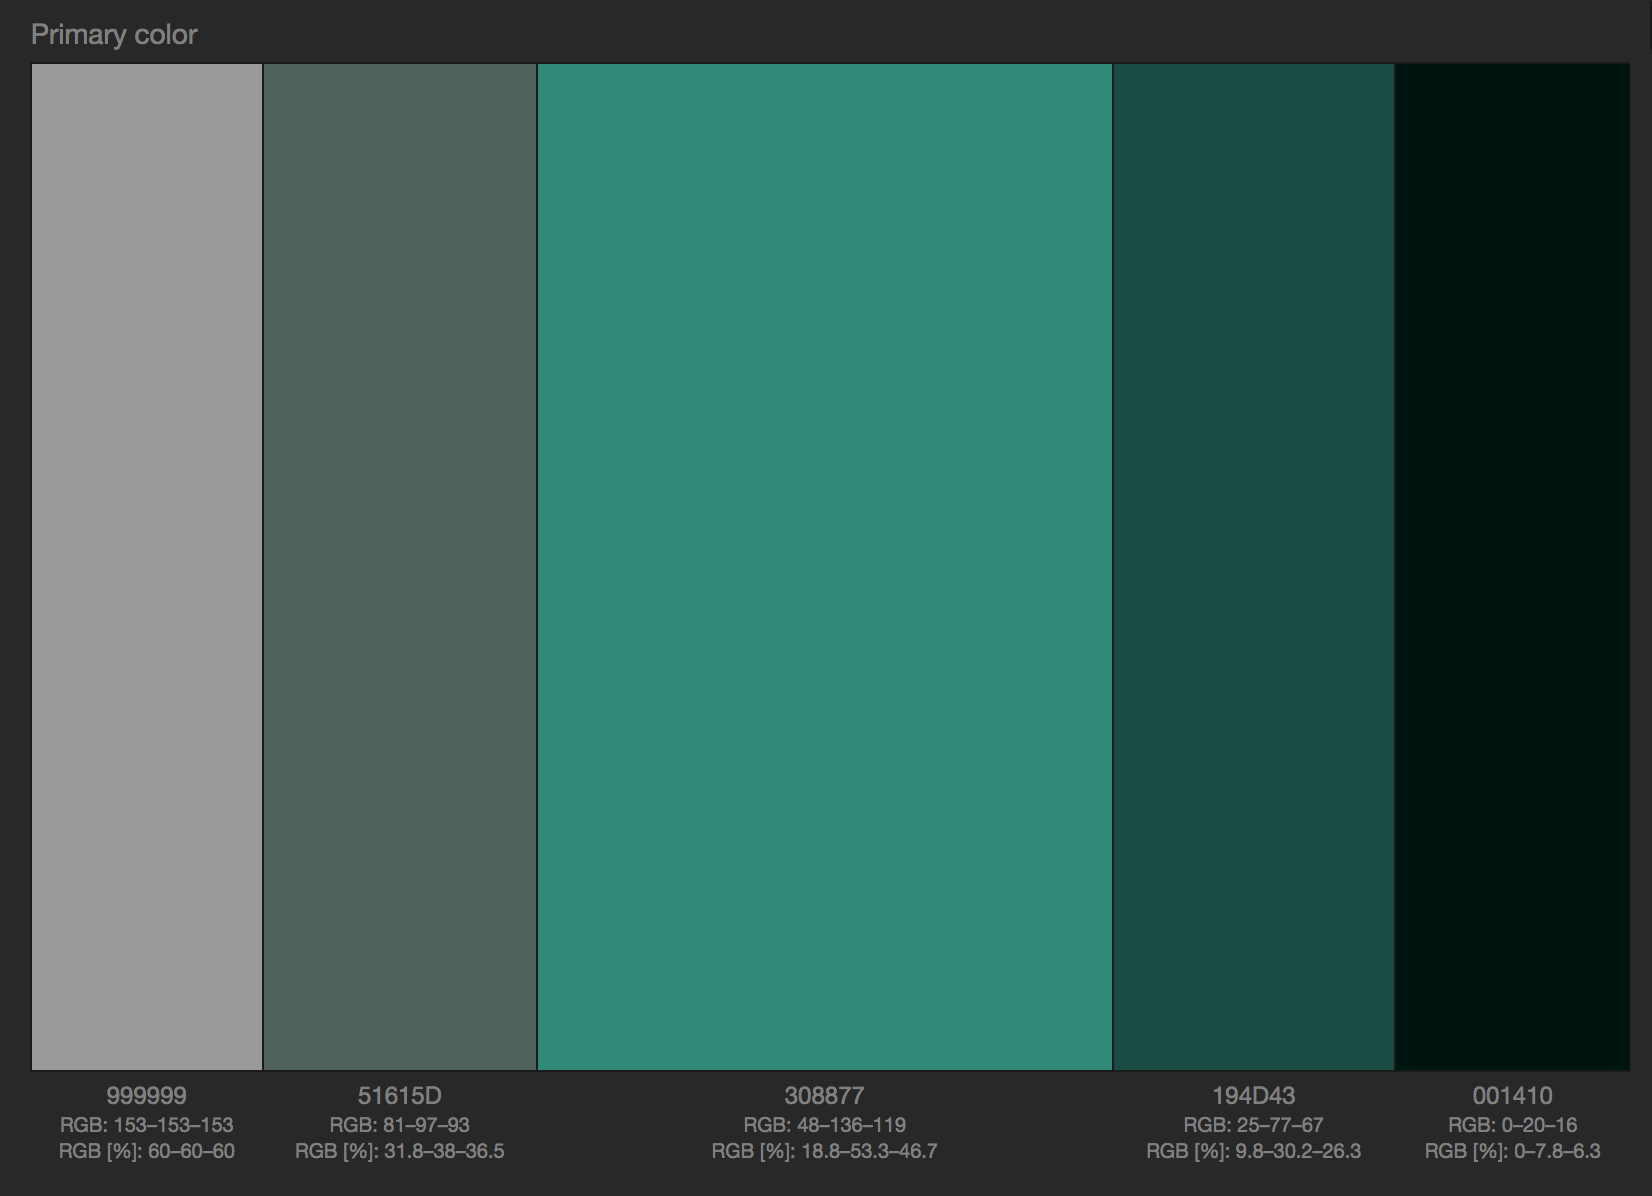 Primary color
999999
RGB: 153–153–153
RGB [%]: 60–60–60
51615D
RGB: 81–97–93
RGB [%]: 31.8–38–36.5
308877
RGB: 48–136–119
RGB [%]: 18.8–53.3–46.7
194D43
RGB: 25–77–67
RGB [%]: 9.8–30.2–26.3
001410
RGB: 0–20–16
RGB [%]: 0–7.8–6.3